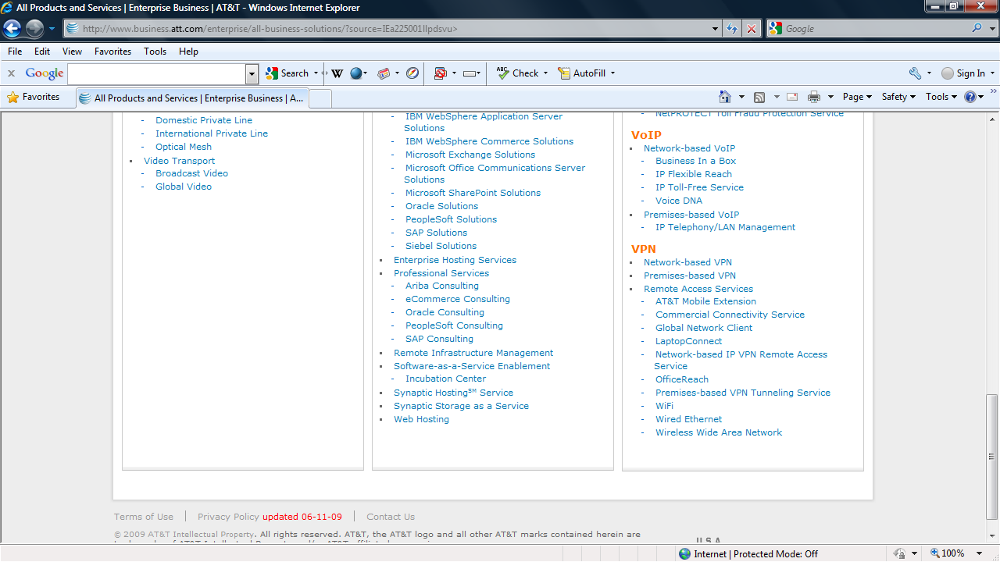 All Products and Services | Enterprise Business | AT&T - Windows Internet Explorer
http://www.business.att.com/enterprise/all-business-solutions/?source=IEa225001llpdsvu>
Google
File Edit View Favorites Tools Help
x Google Search W Check AutoFill Sign In
Favorites All Products and Services | Enterprise Business | A... Page Safety Tools
- Domestic Private Line
- International Private Line
- Optical Mesh
Video Transport
- Broadcast Video
- Global Video
- IBM WebSphere Application Server
Solutions
- IBM WebSphere Commerce Solutions
- Microsoft Exchange Solutions
- Microsoft Office Communications Server
Solutions
- Microsoft SharePoint Solutions
- Oracle Solutions
- PeopleSoft Solutions
- SAP Solutions
- Siebel Solutions
Enterprise Hosting Services
Professional Services
- Ariba Consulting
- eCommerce Consulting
- Oracle Consulting
- PeopleSoft Consulting
- SAP Consulting
Remote Infrastructure Management
Software-as-a-Service Enablement
- Incubation Center
Synaptic Hosting℠ Service
Synaptic Storage as a Service
Web Hosting
- NetPROTECT Toll Fraud Protection Service
VoIP
Network-based VoIP
- Business In a Box
- IP Flexible Reach
- IP Toll-Free Service
- Voice DNA
Premises-based VoIP
- IP Telephony/LAN Management
VPN
Network-based VPN
Premises-based VPN
Remote Access Services
- AT&T Mobile Extension
- Commercial Connectivity Service
- Global Network Client
- LaptopConnect
- Network-based IP VPN Remote Access
Service
- OfficeReach
- Premises-based VPN Tunneling Service
- WiFi
- Wired Ethernet
- Wireless Wide Area Network
Terms of Use | Privacy Policy updated 06-11-09 | Contact Us
© 2009 AT&T Intellectual Property. All rights reserved. AT&T, the AT&T logo and all other AT&T marks contained herein are
U.S.A
Internet | Protected Mode: Off 100%